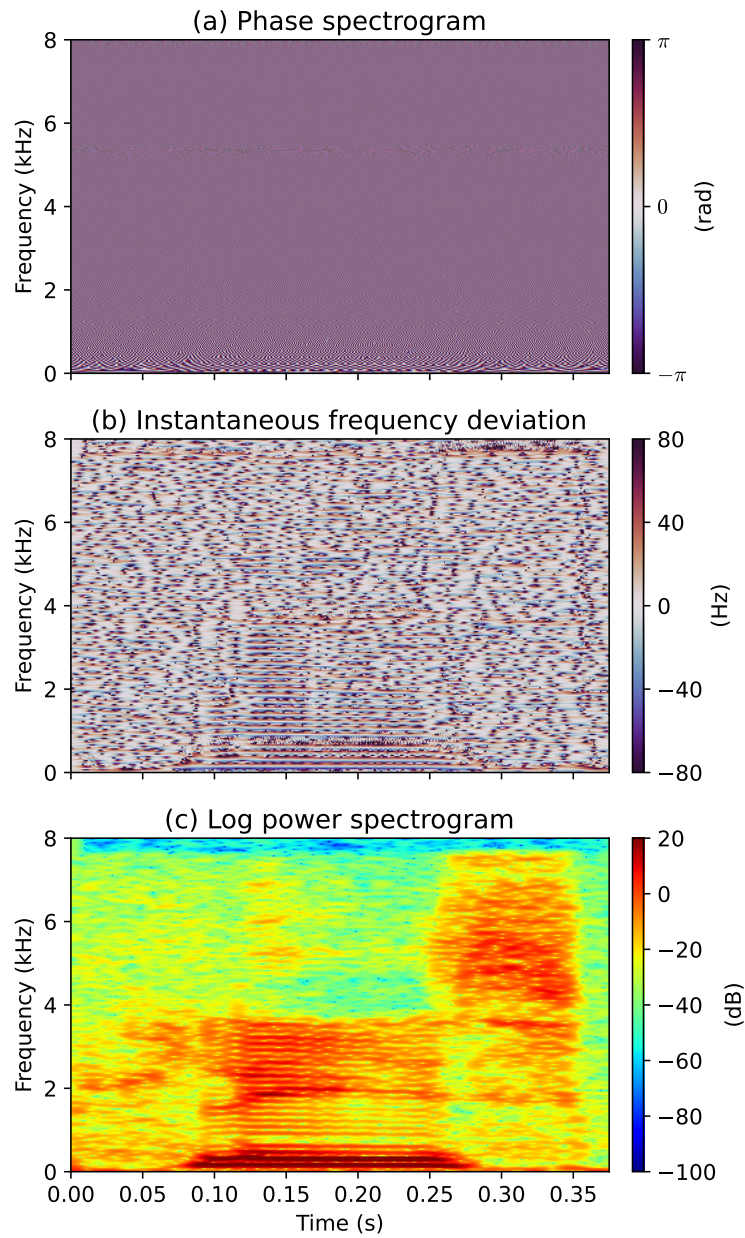 (a) Phase spectrogram
8
6
4
2
0
Frequency (kHz)
π
0
−π
(rad)
(b) Instantaneous frequency deviation
8
6
4
2
0
Frequency (kHz)
80
40
0
−40
−80
(Hz)
(c) Log power spectrogram
8
6
4
2
0
Frequency (kHz)
20
0
−20
−40
−60
−80
−100
(dB)
0.00 0.05 0.10 0.15 0.20 0.25 0.30 0.35
Time (s)